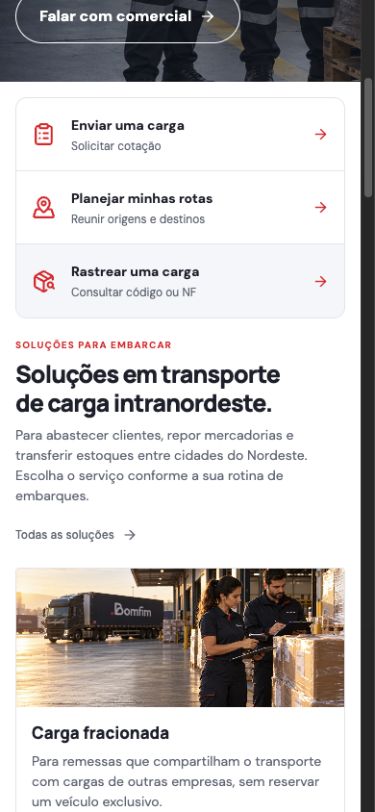 Falar com comercial →
Enviar uma carga
Solicitar cotação
Planejar minhas rotas
Reunir origens e destinos
Rastrear uma carga
Consultar código ou NF
SOLUÇÕES PARA EMBARCAR
Soluções em transporte
de carga intranordeste.
Para abastecer clientes, repor mercadorias e
transferir estoques entre cidades do Nordeste.
Escolha o serviço conforme a sua rotina de
embarques.
Todas as soluções →
Bomfim
Carga fracionada
Para remessas que compartilham o transporte
com cargas de outras empresas, sem reservar
um veículo exclusivo.